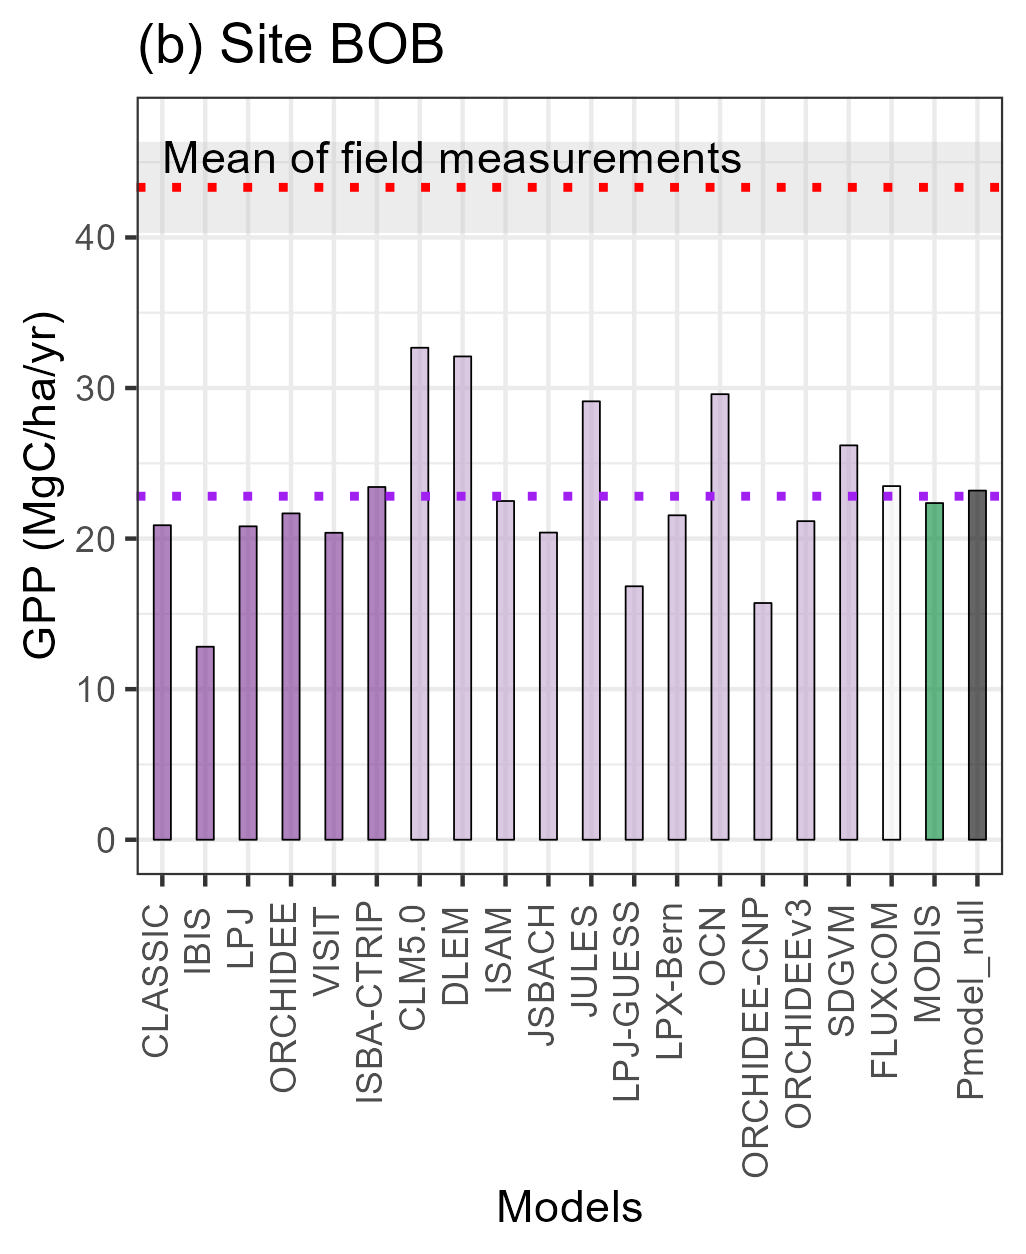 (b) Site BOB
Mean of field measurements
GPP (MgC/ha/yr)
40
30
20
10
0
CLASSIC
IBIS
LPJ
ORCHIDEE
VISIT
ISBA-CTRIP
CLM5.0
DLEM
ISAM
JSBACH
JULES
LPJ-GUESS
LPX-Bern
OCN
ORCHIDEE-CNP
ORCHIDEEv3
SDGVM
FLUXCOM
MODIS
Pmodel_null
Models